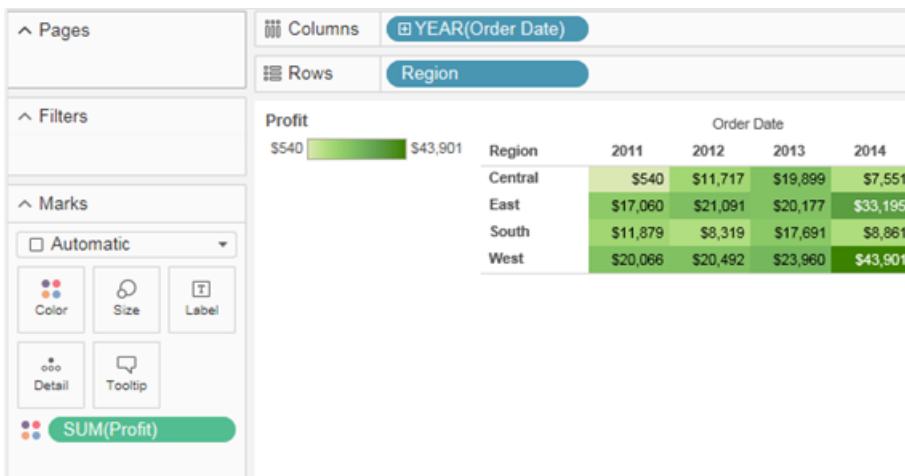 Pages
Columns YEAR(Order Date)
Rows Region
Filters
Marks
Automatic
Color Size Label
Detail Tooltip
SUM(Profit)
Profit
$540 $43,901
Order Date
Region 2011 2012 2013 2014
Central $540 $11,717 $19,899 $7,551
East $17,060 $21,091 $20,177 $33,195
South $11,879 $8,319 $17,691 $8,861
West $20,066 $20,492 $23,960 $43,901